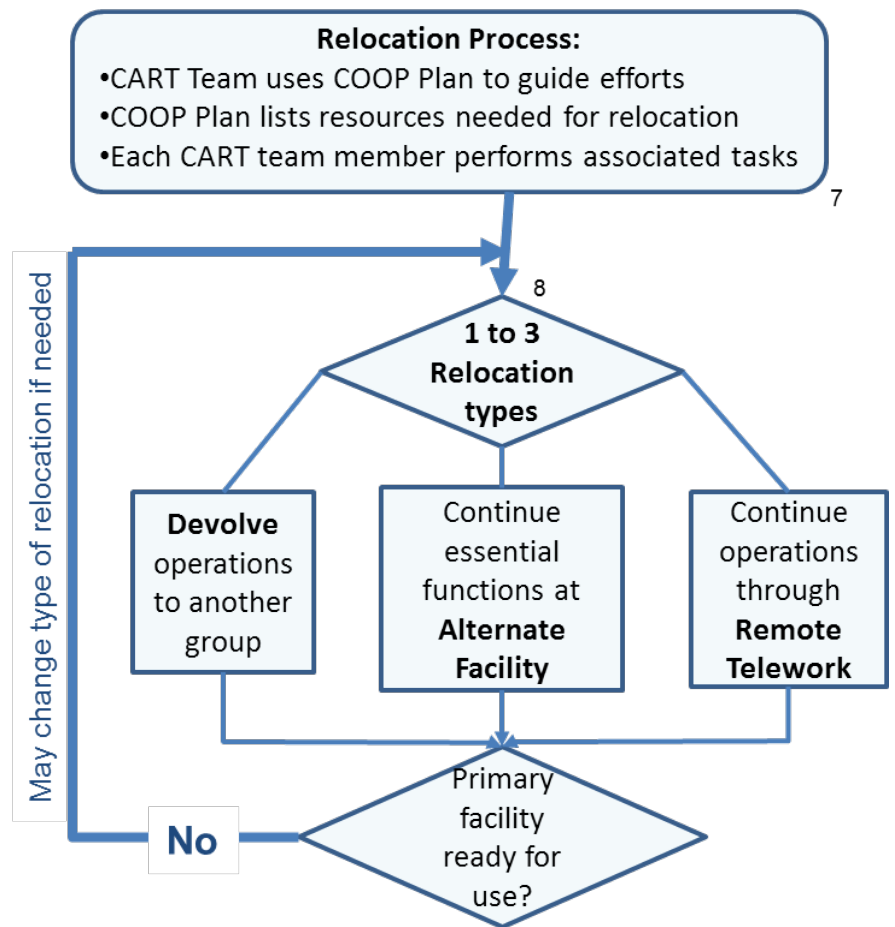 Relocation Process:
•CART Team uses COOP Plan to guide efforts
•COOP Plan lists resources needed for relocation
•Each CART team member performs associated tasks
7
May change type of relocation if needed
8
1 to 3
Relocation
types
Devolve
operations
to another
group
Continue
essential
functions at
Alternate
Facility
Continue
operations
through
Remote
Telework
Primary
facility
ready for
use?
No